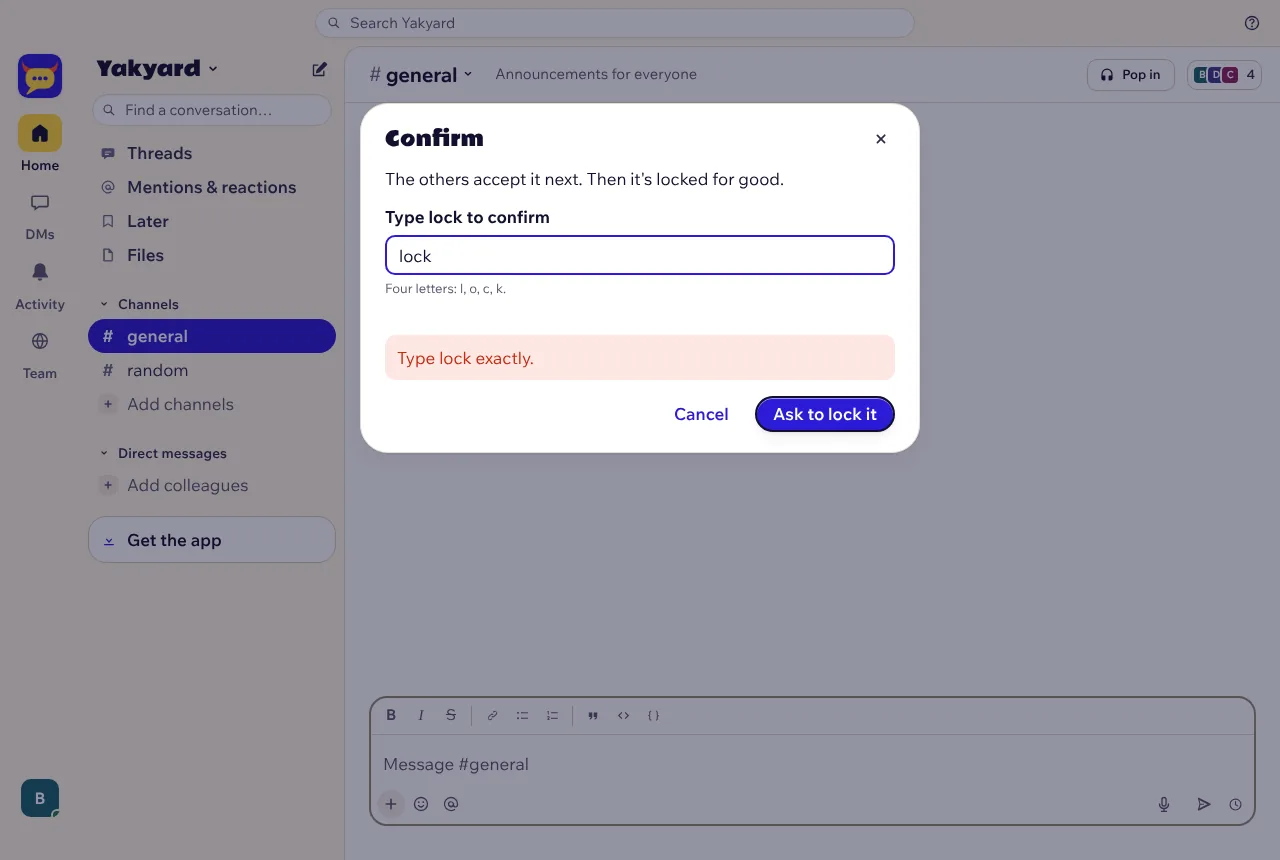 Search Yakyard
Yakyard
Find a conversation…
Home
DMs
Activity
Team
Threads
Mentions & reactions
Later
Files
Channels
# general
# random
+ Add channels
Direct messages
+ Add colleagues
Get the app
B
# general
Announcements for everyone
Pop in
B D C 4
Confirm
The others accept it next. Then it's locked for good.
Type lock to confirm
lock
Four letters: l, o, c, k.
Type lock exactly.
Cancel
Ask to lock it
B I S
Message #general